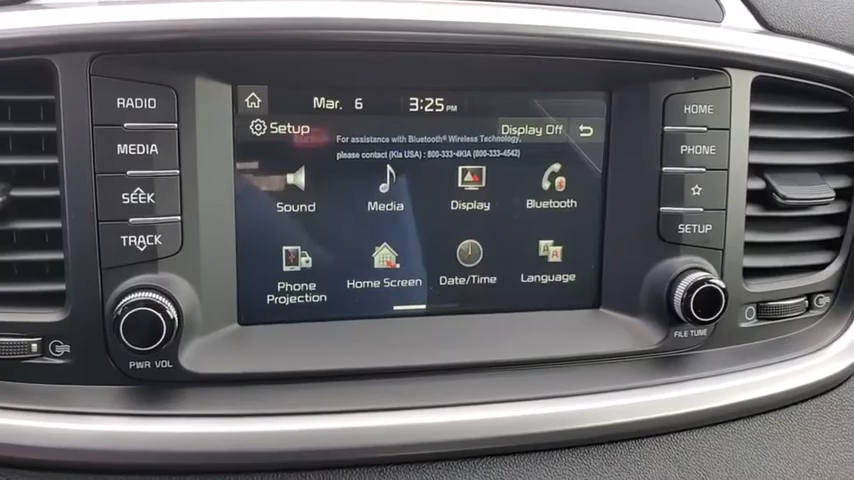 RADIO
MEDIA
SEEK
TRACK
PWR VOL
Mar. 6
3:25 PM
Setup
Display Off
For assistance with Bluetooth® Wireless Technology,
please contact (Kia USA) : 800-333-4KIA (800-333-4542)
Sound
Media
Display
Bluetooth
Phone
Projection
Home Screen
Date/Time
Language
HOME
PHONE
SETUP
FILE TUNE